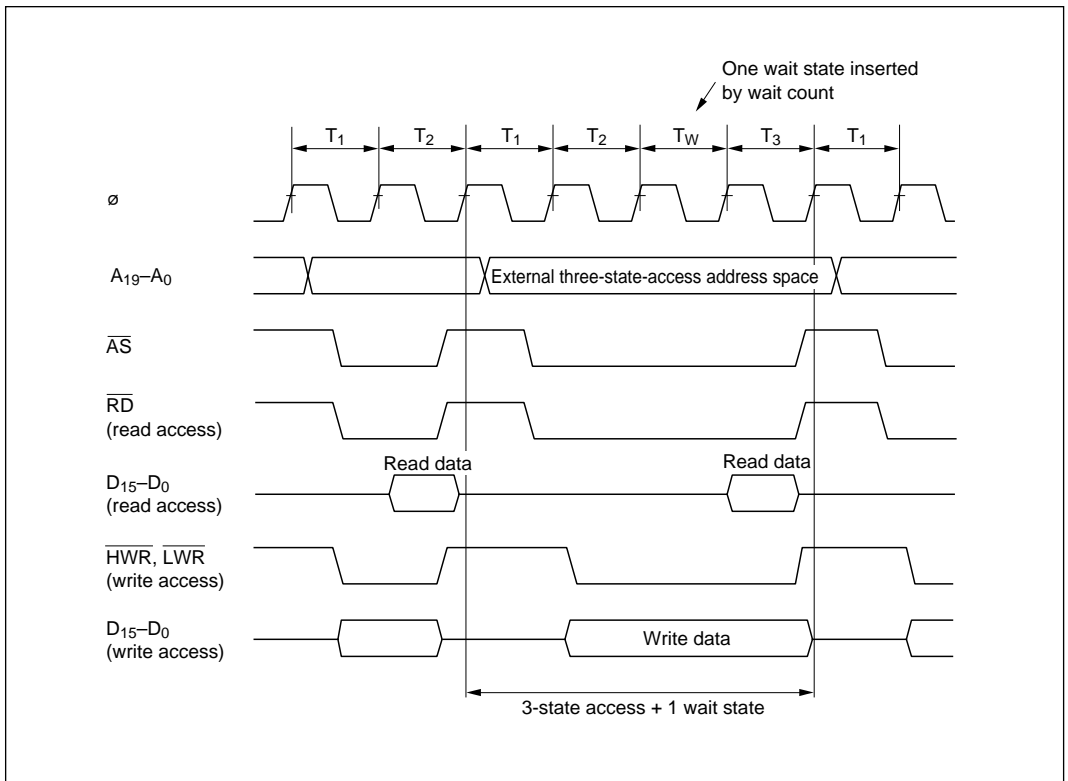 One wait state inserted
by wait count
T1 T2 T1 T2 TW T3 T1
ø
A19–A0 External three-state-access address space
AS
RD
(read access)
Read data Read data
D15–D0
(read access)
HWR, LWR
(write access)
D15–D0
(write access)
Write data
3-state access + 1 wait state